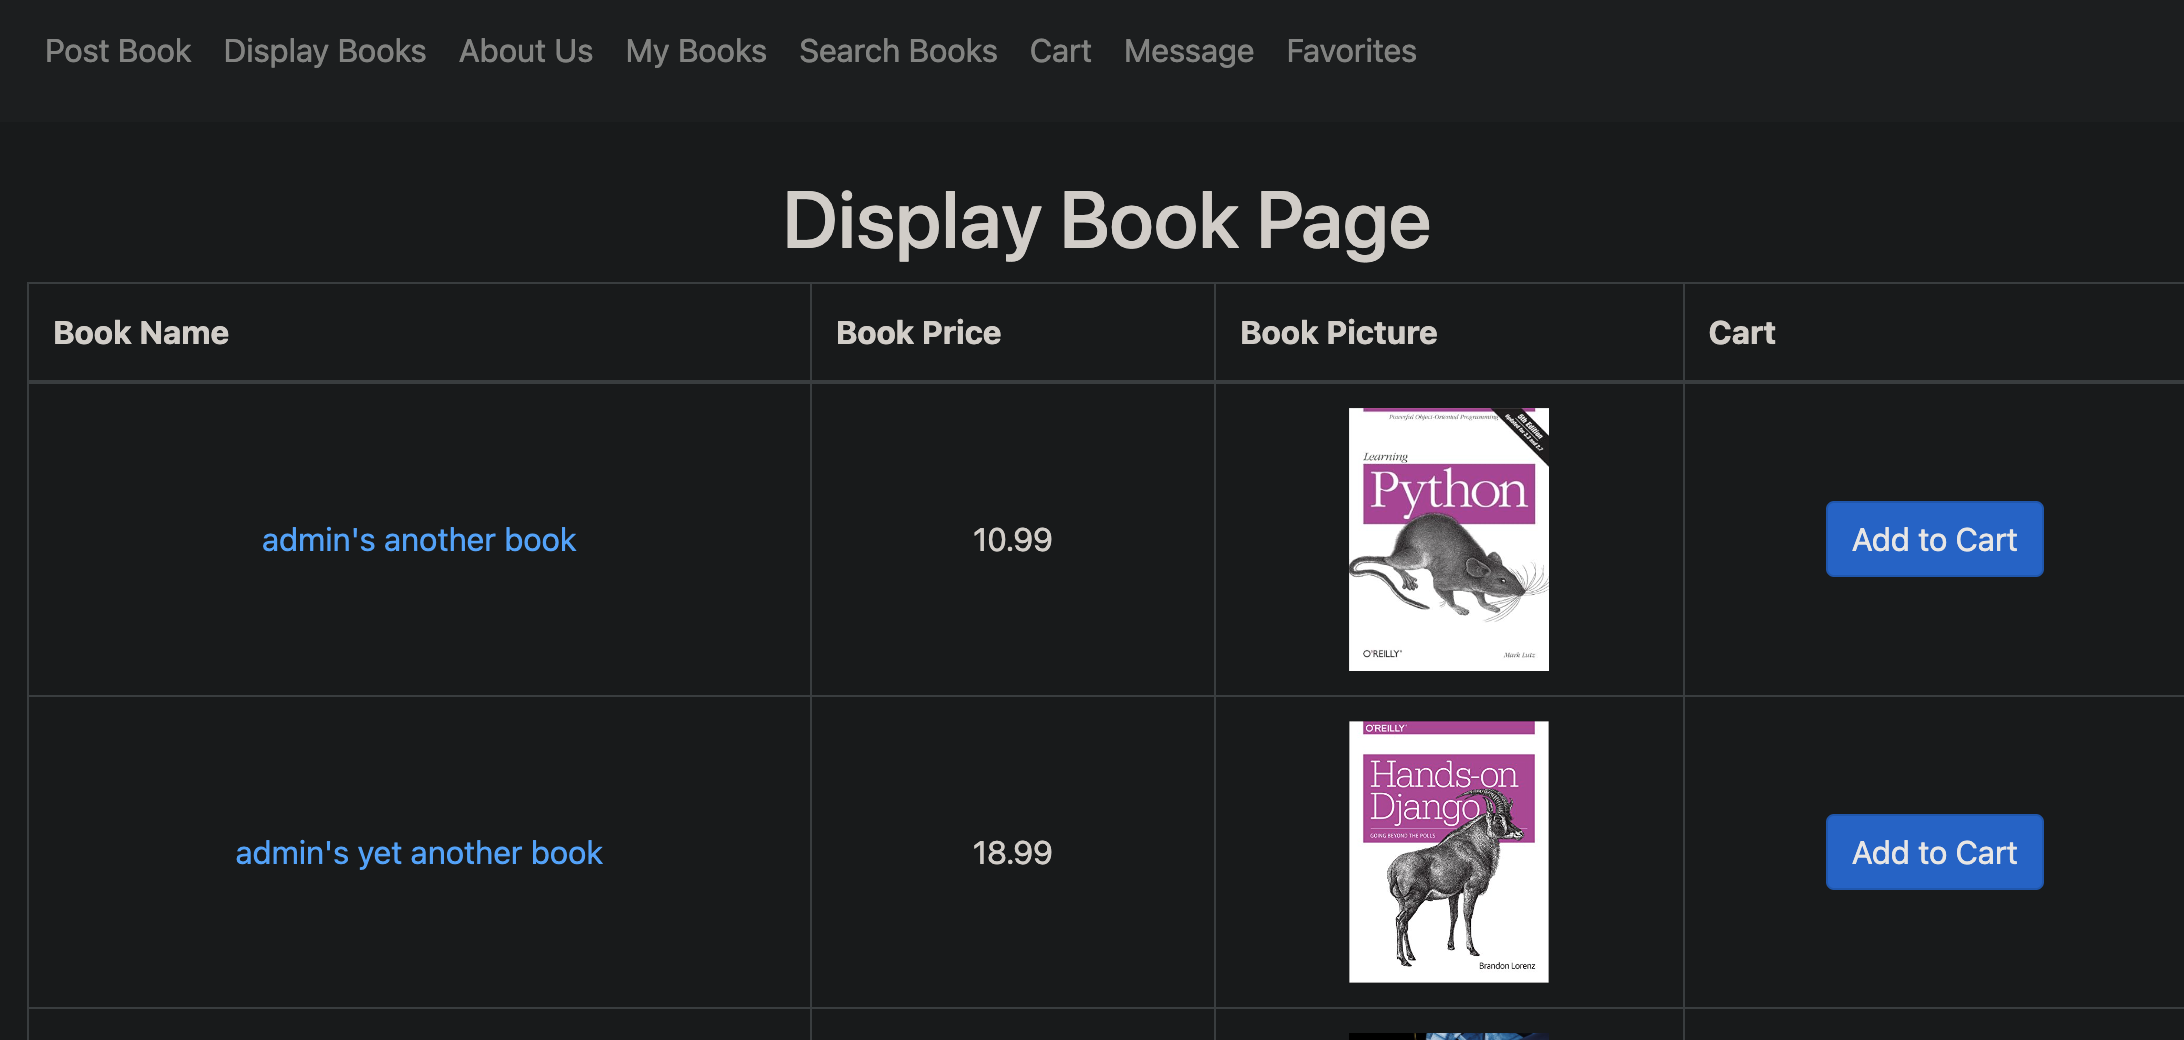 Post Book Display Books About Us My Books Search Books Cart Message Favorites
Display Book Page
Book Name Book Price Book Picture Cart
Powerful Object-Oriented Programming
5th Edition
Learning
Python
O'REILLY®
Mark Lutz
admin's another book 10.99 Add to Cart
O'REILLY®
Hands-on
Django
GOING BEYOND THE POLLS
Brandon Lorenz
admin's yet another book 18.99 Add to Cart